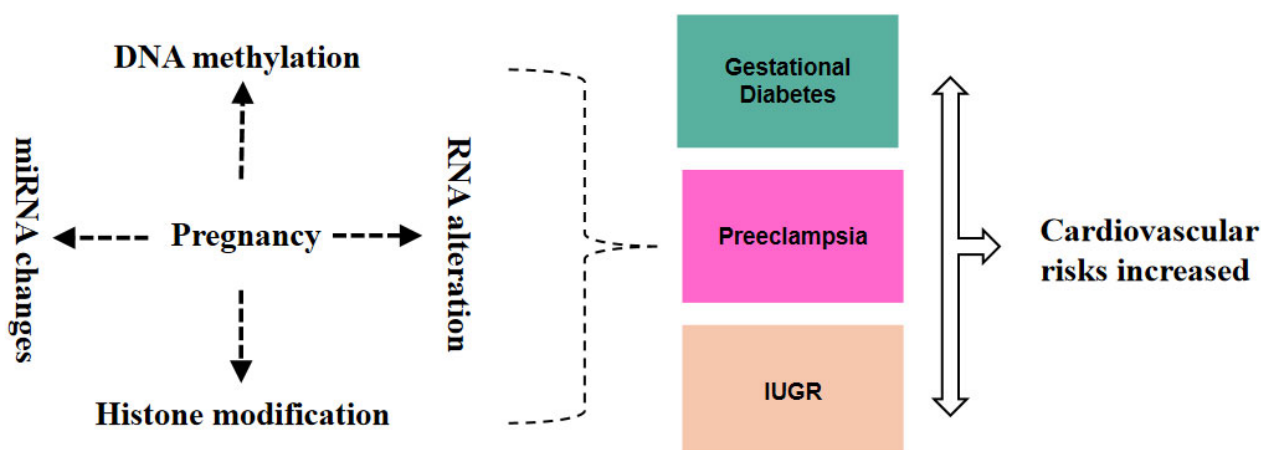 DNA methylation
miRNA changes
Pregnancy
RNA alteration
Histone modification
Gestational
Diabetes
Preeclampsia
IUGR
Cardiovascular
risks increased